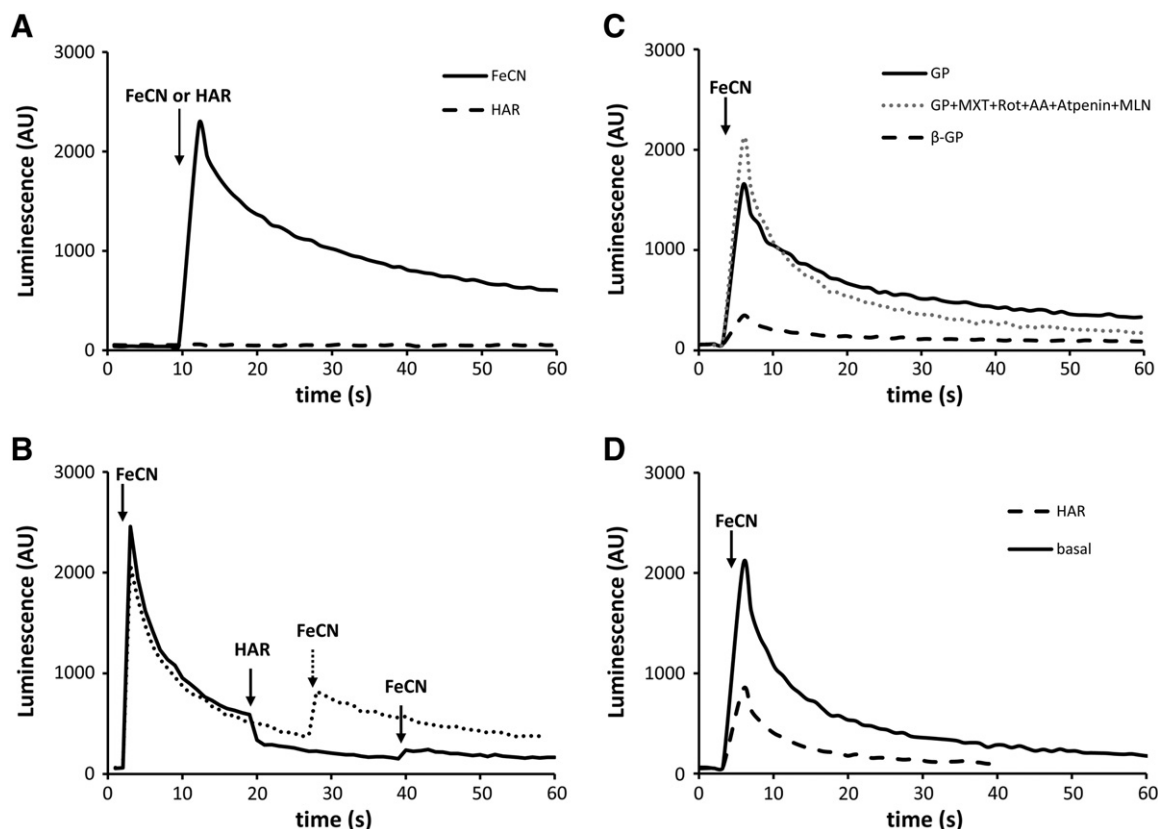 A
3000
2000
1000
0
Luminescence (AU)
FeCN or HAR
FeCN
HAR
0 10 20 30 40 50 60
time (s)
B
3000
2000
1000
0
Luminescence (AU)
FeCN
HAR
FeCN
FeCN
0 10 20 30 40 50 60
time (s)
C
3000
2000
1000
0
Luminescence (AU)
FeCN
GP
GP+MXT+Rot+AA+Atpenin+MLN
β-GP
0 10 20 30 40 50 60
time (s)
D
3000
2000
1000
0
Luminescence (AU)
FeCN
HAR
basal
0 10 20 30 40 50 60
time (s)